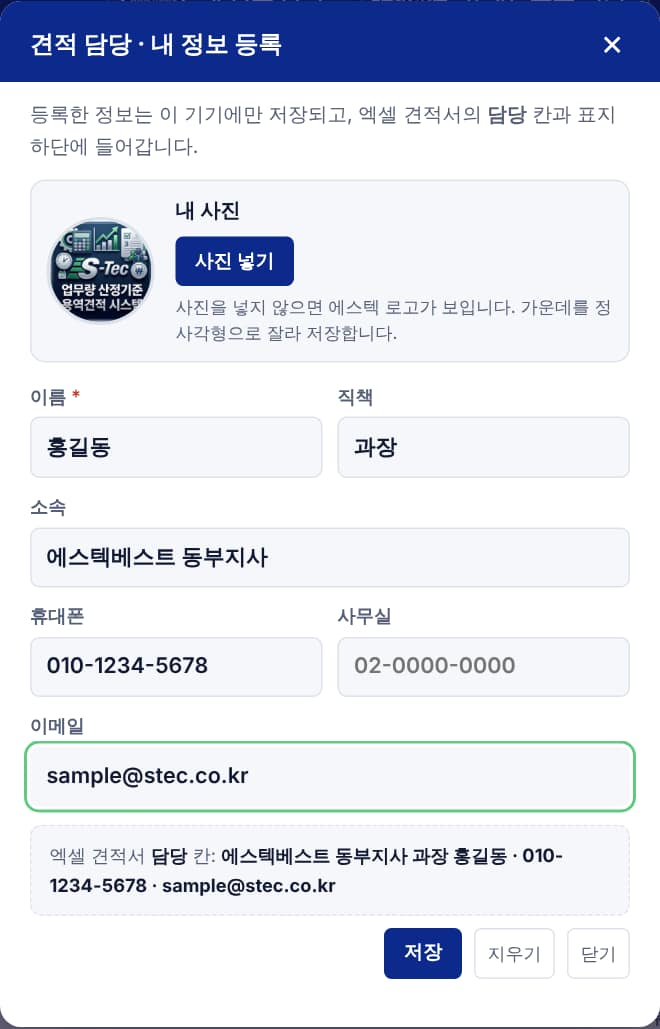 견적 담당 · 내 정보 등록
등록한 정보는 이 기기에만 저장되고, 엑셀 견적서의 담당 칸과 표지
하단에 들어갑니다.
내 사진
S-Tec
업무량 산정기준
용역견적 시스템
사진 넣기
사진을 넣지 않으면 에스텍 로고가 보입니다. 가운데를 정
사각형으로 잘라 저장합니다.
이름 *
직책
홍길동
과장
소속
에스텍베스트 동부지사
휴대폰
사무실
010-1234-5678
02-0000-0000
이메일
sample@stec.co.kr
엑셀 견적서 담당 칸: 에스텍베스트 동부지사 과장 홍길동 · 010-
1234-5678 · sample@stec.co.kr
저장
지우기
닫기